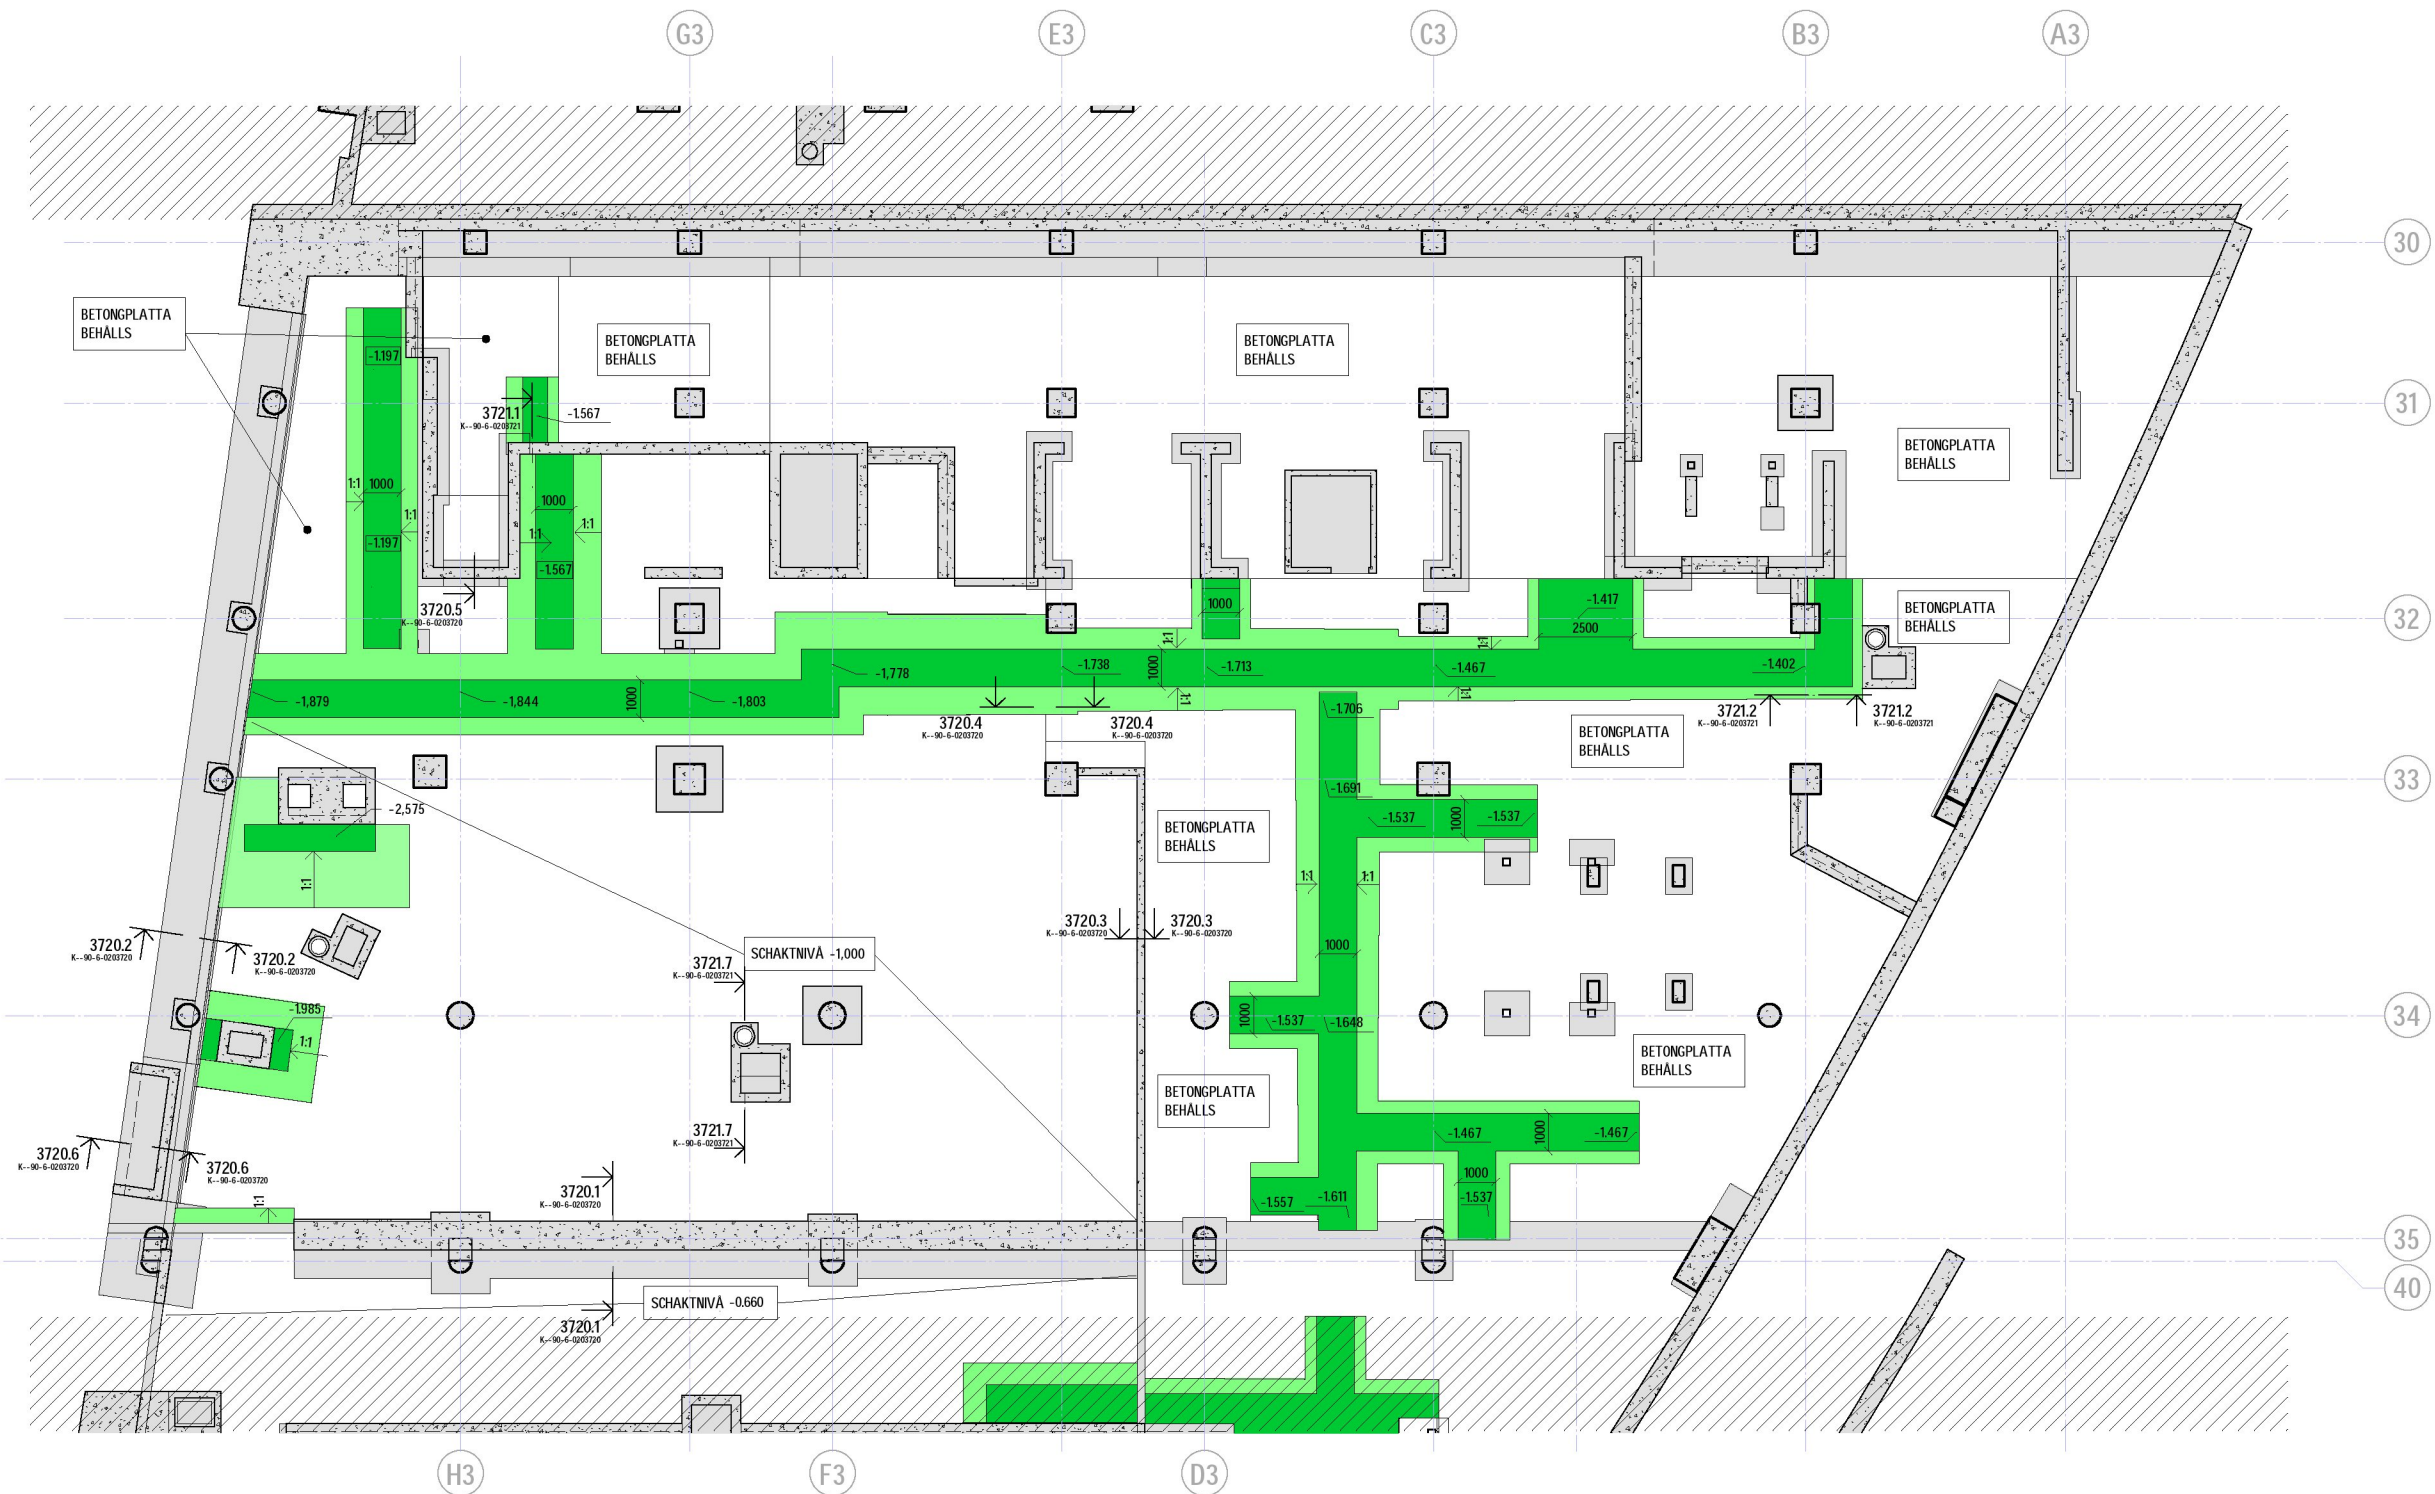 G3
E3
C3
B3
A3
30
BETONGPLATTA
BEHÅLLS
BETONGPLATTA
BEHÅLLS
BETONGPLATTA
BEHÅLLS
-1.197
31
3721.1
K--90-6-0203721
-1.567
BETONGPLATTA
BEHÅLLS
1:1
1000
1:1
1000
1:1
1:1
-1.197
-1.567
3720.5
K--90-6-0203720
1000
-1.417
2500
BETONGPLATTA
BEHÅLLS
32
1:1
1:1
1000
-1,879
-1,844
1000
-1,803
-1,778
-1.738
-1.713
-1.467
-1.402
1:1
1:1
3720.4
K--90-6-0203720
3720.4
K--90-6-0203720
-1.706
3721.2
K--90-6-0203721
3721.2
K--90-6-0203721
BETONGPLATTA
BEHÅLLS
33
-2,575
-1.691
-1.537
1000
-1.537
BETONGPLATTA
BEHÅLLS
1:1
1:1
1:1
3720.2
K--90-6-0203720
3720.2
K--90-6-0203720
3720.3
K--90-6-0203720
3720.3
K--90-6-0203720
SCHAKTNIVÅ -1,000
1000
3721.7
K--90-6-0203721
-1.985
1:1
1000
-1.537
-1.648
34
BETONGPLATTA
BEHÅLLS
BETONGPLATTA
BEHÅLLS
3721.7
K--90-6-0203721
-1.467
1000
-1.467
3720.6
K--90-6-0203720
3720.6
K--90-6-0203720
1:1
3720.1
K--90-6-0203720
-1.557
-1.611
1000
-1.537
35
40
SCHAKTNIVÅ -0.660
3720.1
K--90-6-0203720
H3
F3
D3